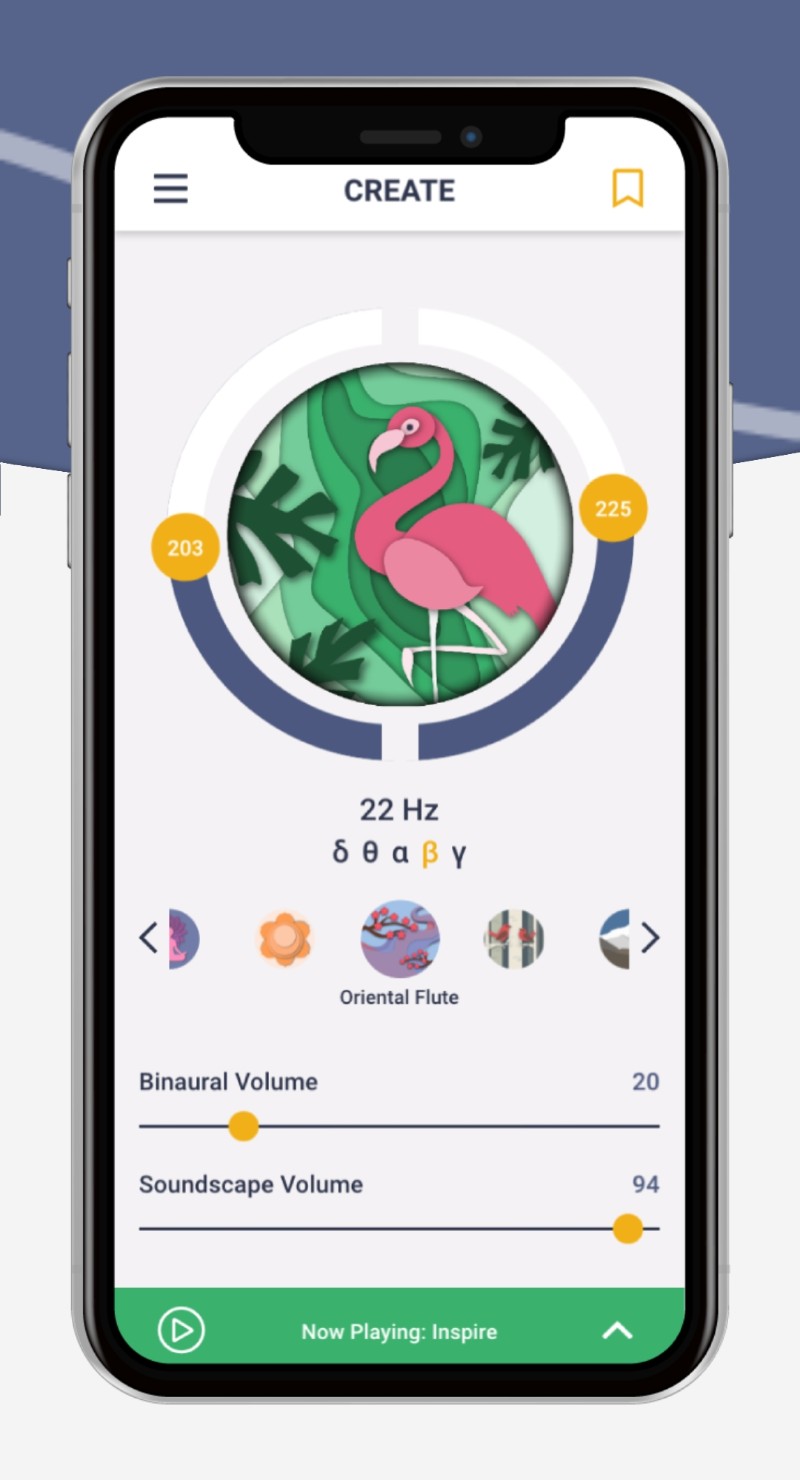 CREATE
225
203
22 Hz
δ θ α β γ
Oriental Flute
Binaural Volume 20
Soundscape Volume 94
Now Playing: Inspire